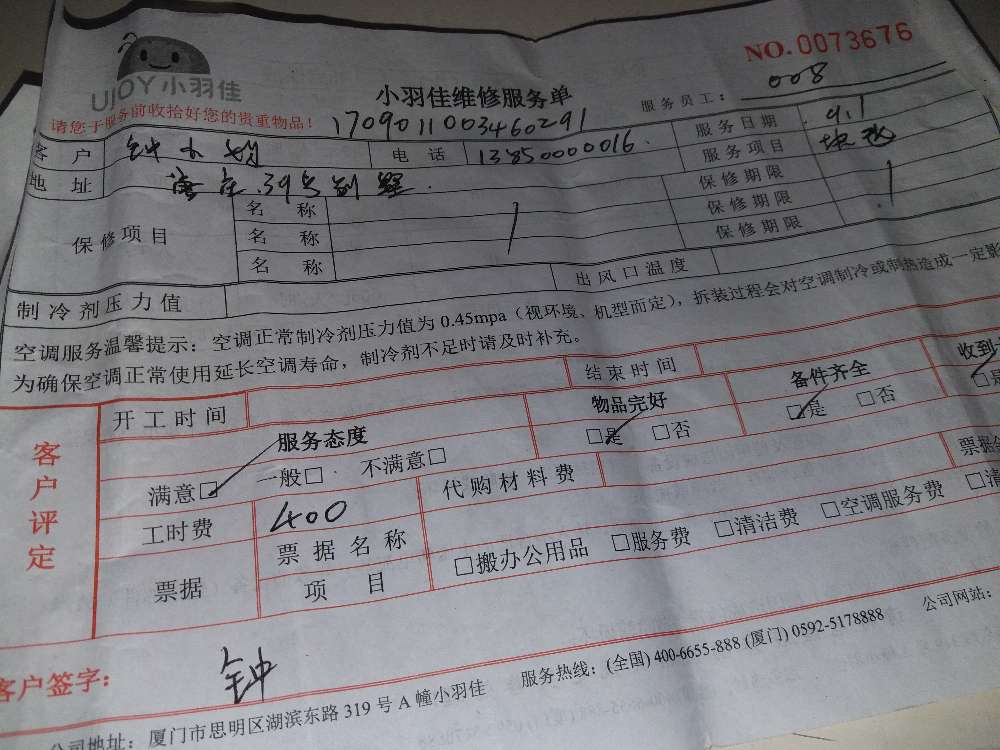 UJOY 小羽佳
NO.0073676
小羽佳维修服务单
服务员工: 008
请您于服务前收拾好您的贵重物品!
1709011003460291
客户 钟小 电话 13850000016 服务日期 9.1
地址 39号别墅 服务项目
保修项目
名称 保修期限
名称 保修期限
名称 保修期限
制冷剂压力值 出风口温度
空调服务温馨提示:空调正常制冷剂压力值为 0.45mpa(视环境、机型而定),拆装过程会对空调制冷或制热造成一定影
为确保空调正常使用延长空调寿命,制冷剂不足时请及时补充。
客户评定
开工时间 结束时间
服务态度 物品完好 备件齐全 收到
满意□ 一般□ 不满意□ □是 □否 □是 □否 □是
工时费 400 代购材料费
票据 票据名称 票据
项目 □搬办公用品 □服务费 □清洁费 □空调服务费 □清
客户签字: 钟
公司地址:厦门市思明区湖滨东路 319 号 A 幢小羽佳 服务热线:(全国) 400-6655-888 (厦门) 0592-5178888 公司网站: